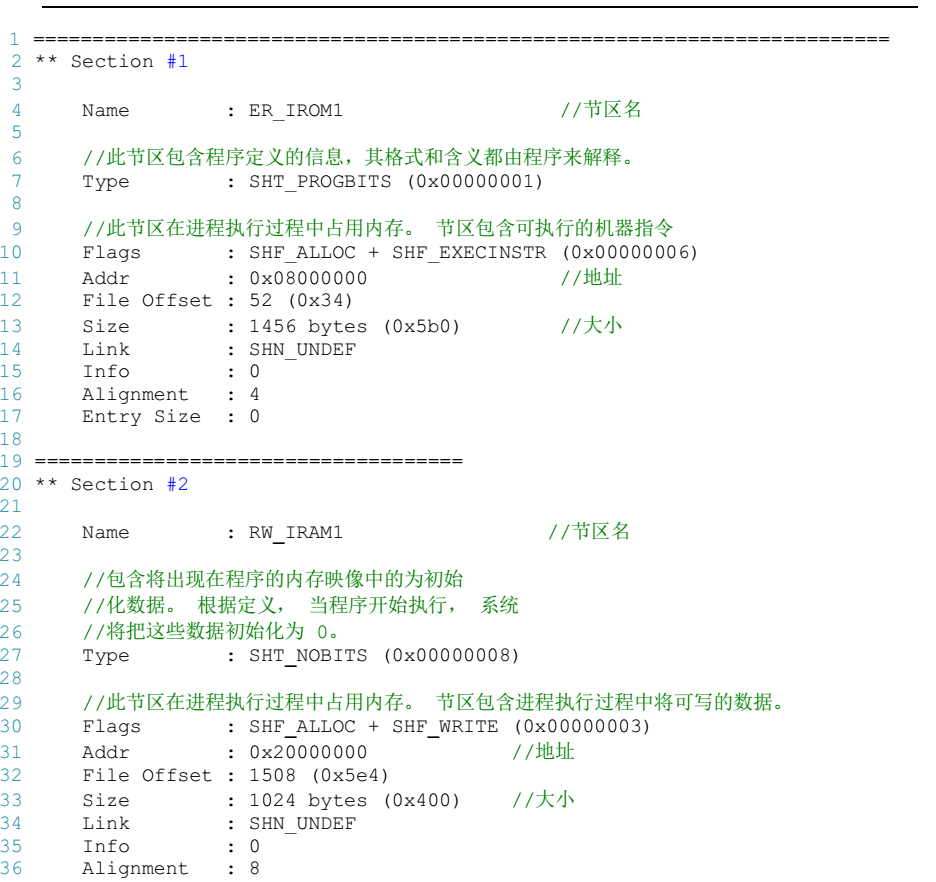 1 ========================================================================
2 ** Section #1
3
4 Name : ER_IROM1 //节区名
5
6 //此节区包含程序定义的信息，其格式和含义都由程序来解释。
7 Type : SHT_PROGBITS (0x00000001)
8
9 //此节区在进程执行过程中占用内存。 节区包含可执行的机器指令
10 Flags : SHF_ALLOC + SHF_EXECINSTR (0x00000006)
11 Addr : 0x08000000 //地址
12 File Offset : 52 (0x34)
13 Size : 1456 bytes (0x5b0) //大小
14 Link : SHN_UNDEF
15 Info : 0
16 Alignment : 4
17 Entry Size : 0
18
19 ====================================
20 ** Section #2
21
22 Name : RW_IRAM1 //节区名
23
24 //包含将出现在程序的内存映像中的为初始
25 //化数据。 根据定义， 当程序开始执行， 系统
26 //将把这些数据初始化为 0。
27 Type : SHT_NOBITS (0x00000008)
28
29 //此节区在进程执行过程中占用内存。 节区包含进程执行过程中将可写的数据。
30 Flags : SHF_ALLOC + SHF_WRITE (0x00000003)
31 Addr : 0x20000000 //地址
32 File Offset : 1508 (0x5e4)
33 Size : 1024 bytes (0x400) //大小
34 Link : SHN_UNDEF
35 Info : 0
36 Alignment : 8